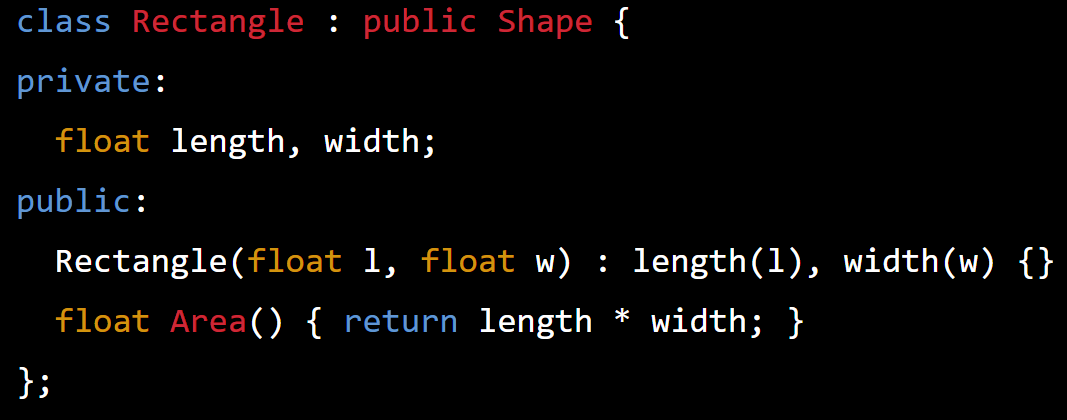 class Rectangle : public Shape {
private:
  float length, width;
public:
  Rectangle(float l, float w) : length(l), width(w) {}
  float Area() { return length * width; }
};